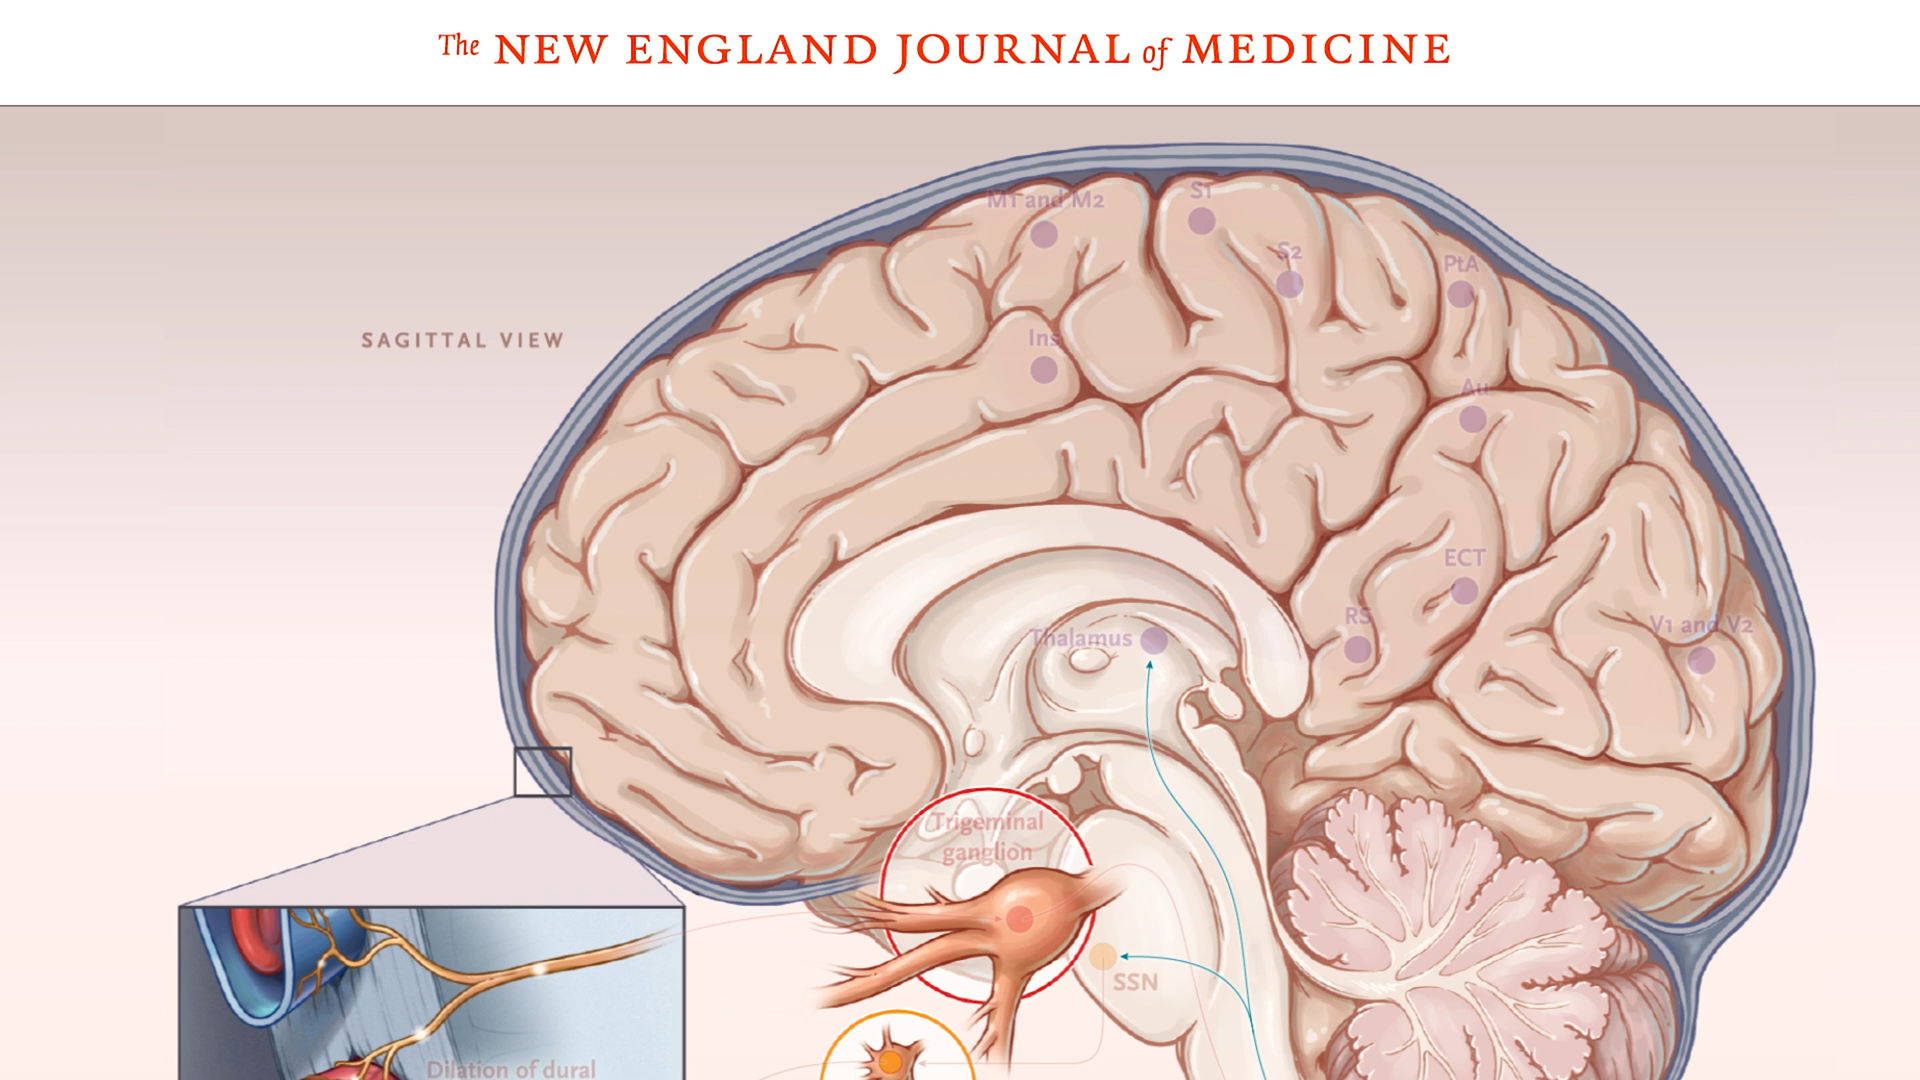 The NEW ENGLAND JOURNAL of MEDICINE
M1 and M2
S1
S2
PtA
SAGITTAL VIEW
Ins
Au
ECT
RS
V1 and V2
Thalamus
Trigeminal
ganglion
SSN
Dilation of dural